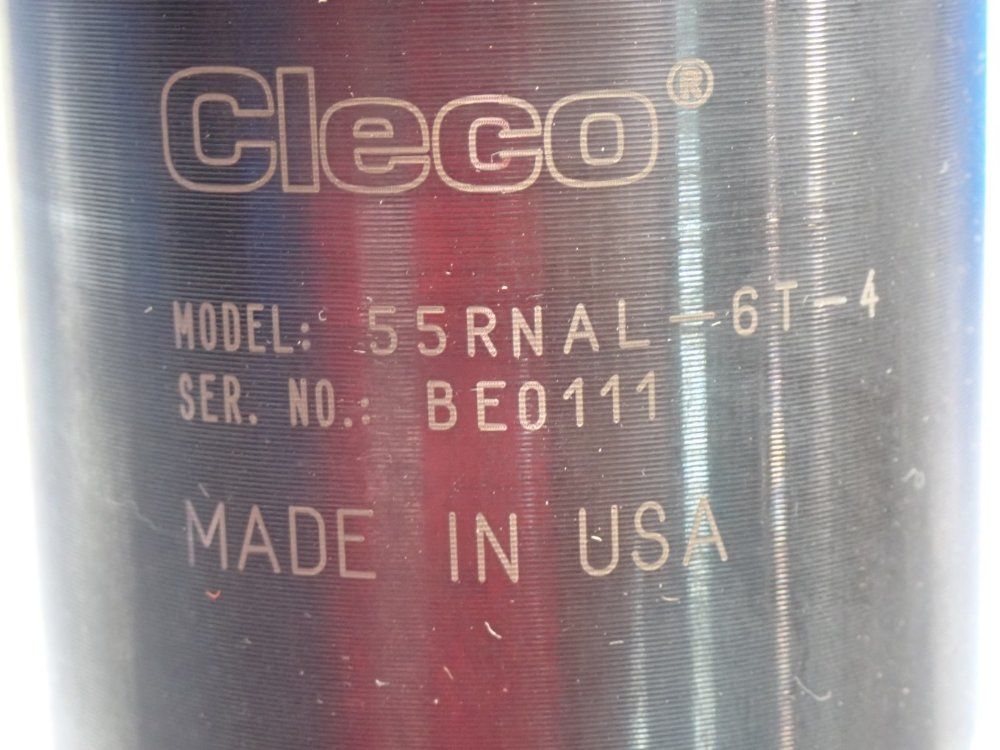 Cleco®
MODEL: 55RNAL-6T-4
SER. NO.: BE0111
MADE IN USA